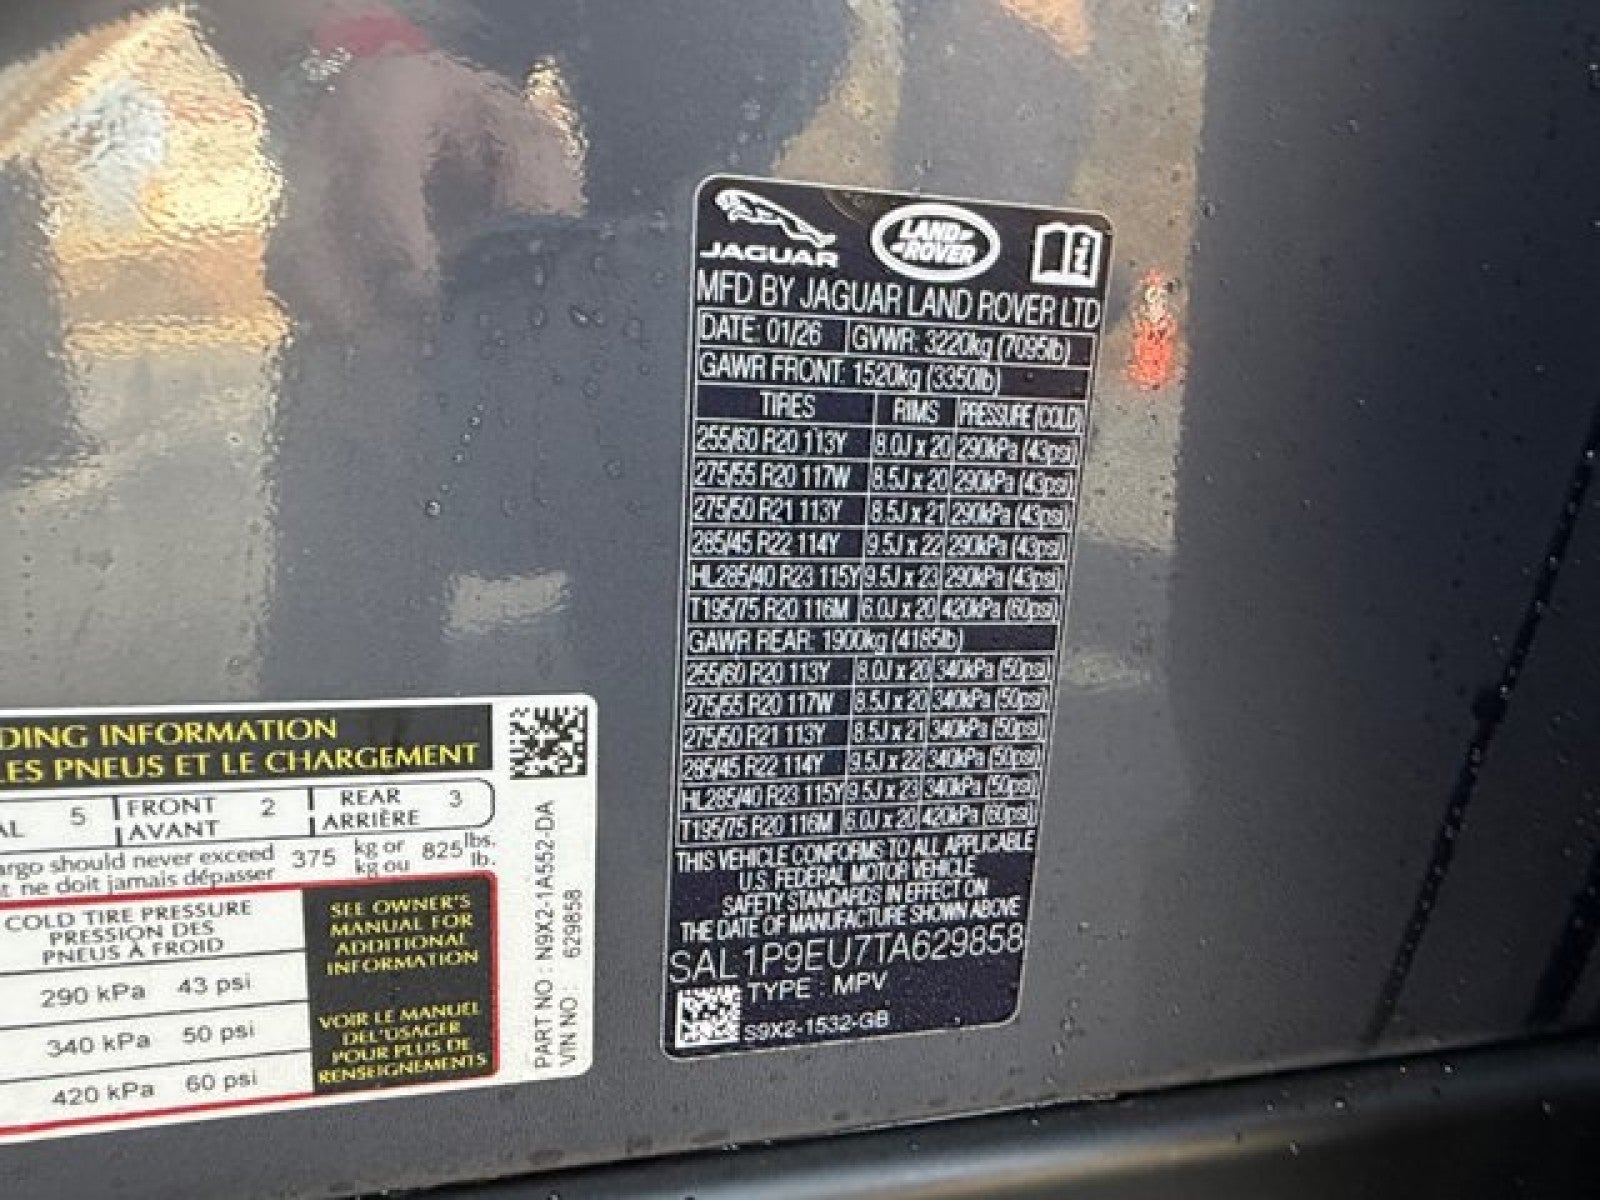 JAGUAR
LAND
ROVER
MFD BY JAGUAR LAND ROVER LTD
DATE: 01/26 GVWR: 3220kg (7095lb)
GAWR FRONT: 1520kg (3350lb)
TIRES RIMS PRESSURE (COLD)
255/60 R20 113Y 8.0J x 20 290kPa (43psi)
275/55 R20 117W 8.5J x 20 290kPa (43psi)
275/50 R21 113Y 8.5J x 21 290kPa (43psi)
285/45 R22 114Y 9.5J x 22 290kPa (43psi)
HL285/40 R23 115Y 9.5J x 23 290kPa (43psi)
T195/75 R20 116M 6.0J x 20 420kPa (60psi)
GAWR REAR: 1900kg (4185lb)
255/60 R20 113Y 8.0J x 20 340kPa (50psi)
275/55 R20 117W 8.5J x 20 340kPa (50psi)
275/50 R21 113Y 8.5J x 21 340kPa (50psi)
285/45 R22 114Y 9.5J x 22 340kPa (50psi)
HL285/40 R23 115Y 9.5J x 23 340kPa (50psi)
T195/75 R20 116M 6.0J x 20 420kPa (60psi)
THIS VEHICLE CONFORMS TO ALL APPLICABLE
U.S. FEDERAL MOTOR VEHICLE
SAFETY STANDARDS IN EFFECT ON
THE DATE OF MANUFACTURE SHOWN ABOVE
SAL1P9EU7TA629858
TYPE : MPV
S9X2-1532-GB
DING INFORMATION
LES PNEUS ET LE CHARGEMENT
AL 5 FRONT 2 REAR 3
AVANT ARRIÈRE
argo should never exceed 375 kg or 825 lbs.
t ne doit jamais dépasser kg ou lb.
COLD TIRE PRESSURE
PRESSION DES
PNEUS À FROID
290 kPa 43 psi
340 kPa 50 psi
420 kPa 60 psi
SEE OWNER'S
MANUAL FOR
ADDITIONAL
INFORMATION
VOIR LE MANUEL
DEL'USAGER
POUR PLUS DE
RENSEIGNEMENTS
PART NO : N9X2-1A552-DA
VIN NO : 629858